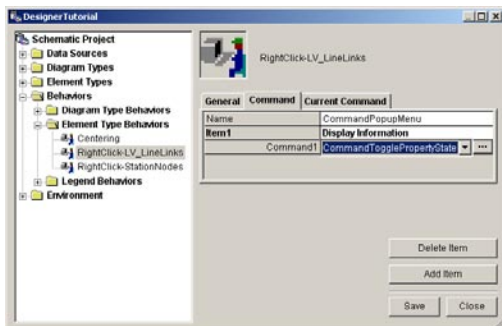 DesignerTutorial
Schematic Project
Data Sources
Diagram Types
Element Types
Behaviors
Diagram Type Behaviors
Element Type Behaviors
Centering
RightClick-LV_LineLinks
RightClick-StationNodes
Legend Behaviors
Environment
RightClick-LV_LineLinks
General Command Current Command
Name CommandPopupMenu
Item1 Display Information
Command1 CommandTogglePropertyState ...
Delete Item
Add Item
Save Close